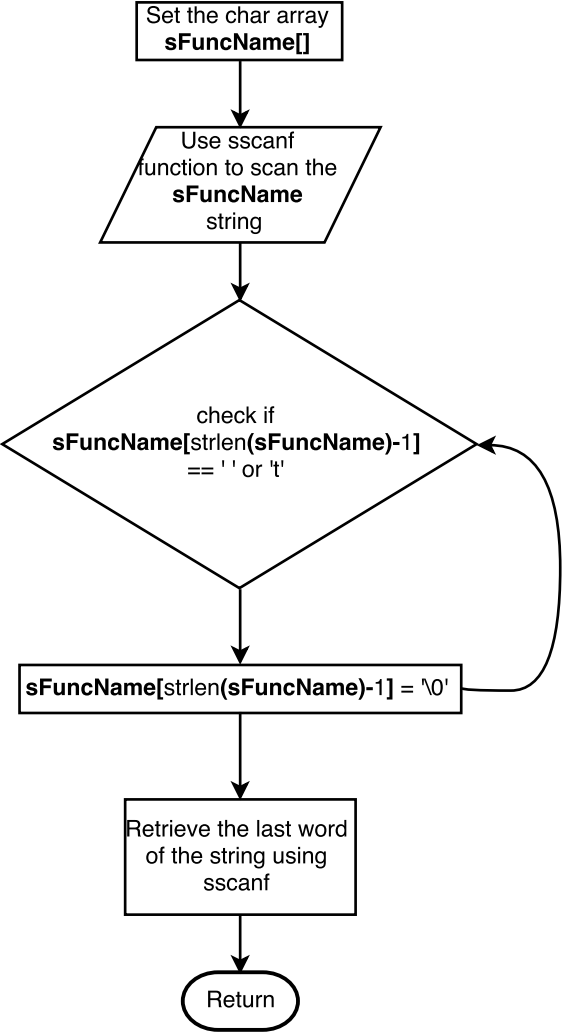 Set the char array
sFuncName[]
Use sscanf
function to scan the
sFuncName
string
check if
sFuncName[strlen(sFuncName)-1]
== ' ' or 't'
sFuncName[strlen(sFuncName)-1] = '\0'
Retrieve the last word
of the string using
sscanf
Return